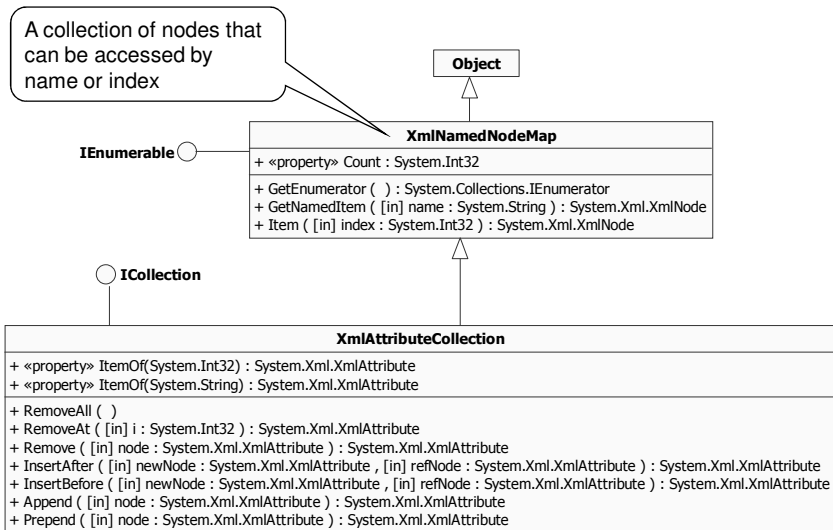 A collection of nodes that
can be accessed by
name or index
Object
XmlNamedNodeMap
IEnumerable
+ «property» Count : System.Int32
+ GetEnumerator ( ) : System.Collections.IEnumerator
+ GetNamedItem ( [in] name : System.String ) : System.Xml.XmlNode
+ Item ( [in] index : System.Int32 ) : System.Xml.XmlNode
ICollection
XmlAttributeCollection
+ «property» ItemOf(System.Int32) : System.Xml.XmlAttribute
+ «property» ItemOf(System.String) : System.Xml.XmlAttribute
+ RemoveAll ( )
+ RemoveAt ( [in] i : System.Int32 ) : System.Xml.XmlAttribute
+ Remove ( [in] node : System.Xml.XmlAttribute ) : System.Xml.XmlAttribute
+ InsertAfter ( [in] newNode : System.Xml.XmlAttribute , [in] refNode : System.Xml.XmlAttribute ) : System.Xml.XmlAttribute
+ InsertBefore ( [in] newNode : System.Xml.XmlAttribute , [in] refNode : System.Xml.XmlAttribute ) : System.Xml.XmlAttribute
+ Append ( [in] node : System.Xml.XmlAttribute ) : System.Xml.XmlAttribute
+ Prepend ( [in] node : System.Xml.XmlAttribute ) : System.Xml.XmlAttribute